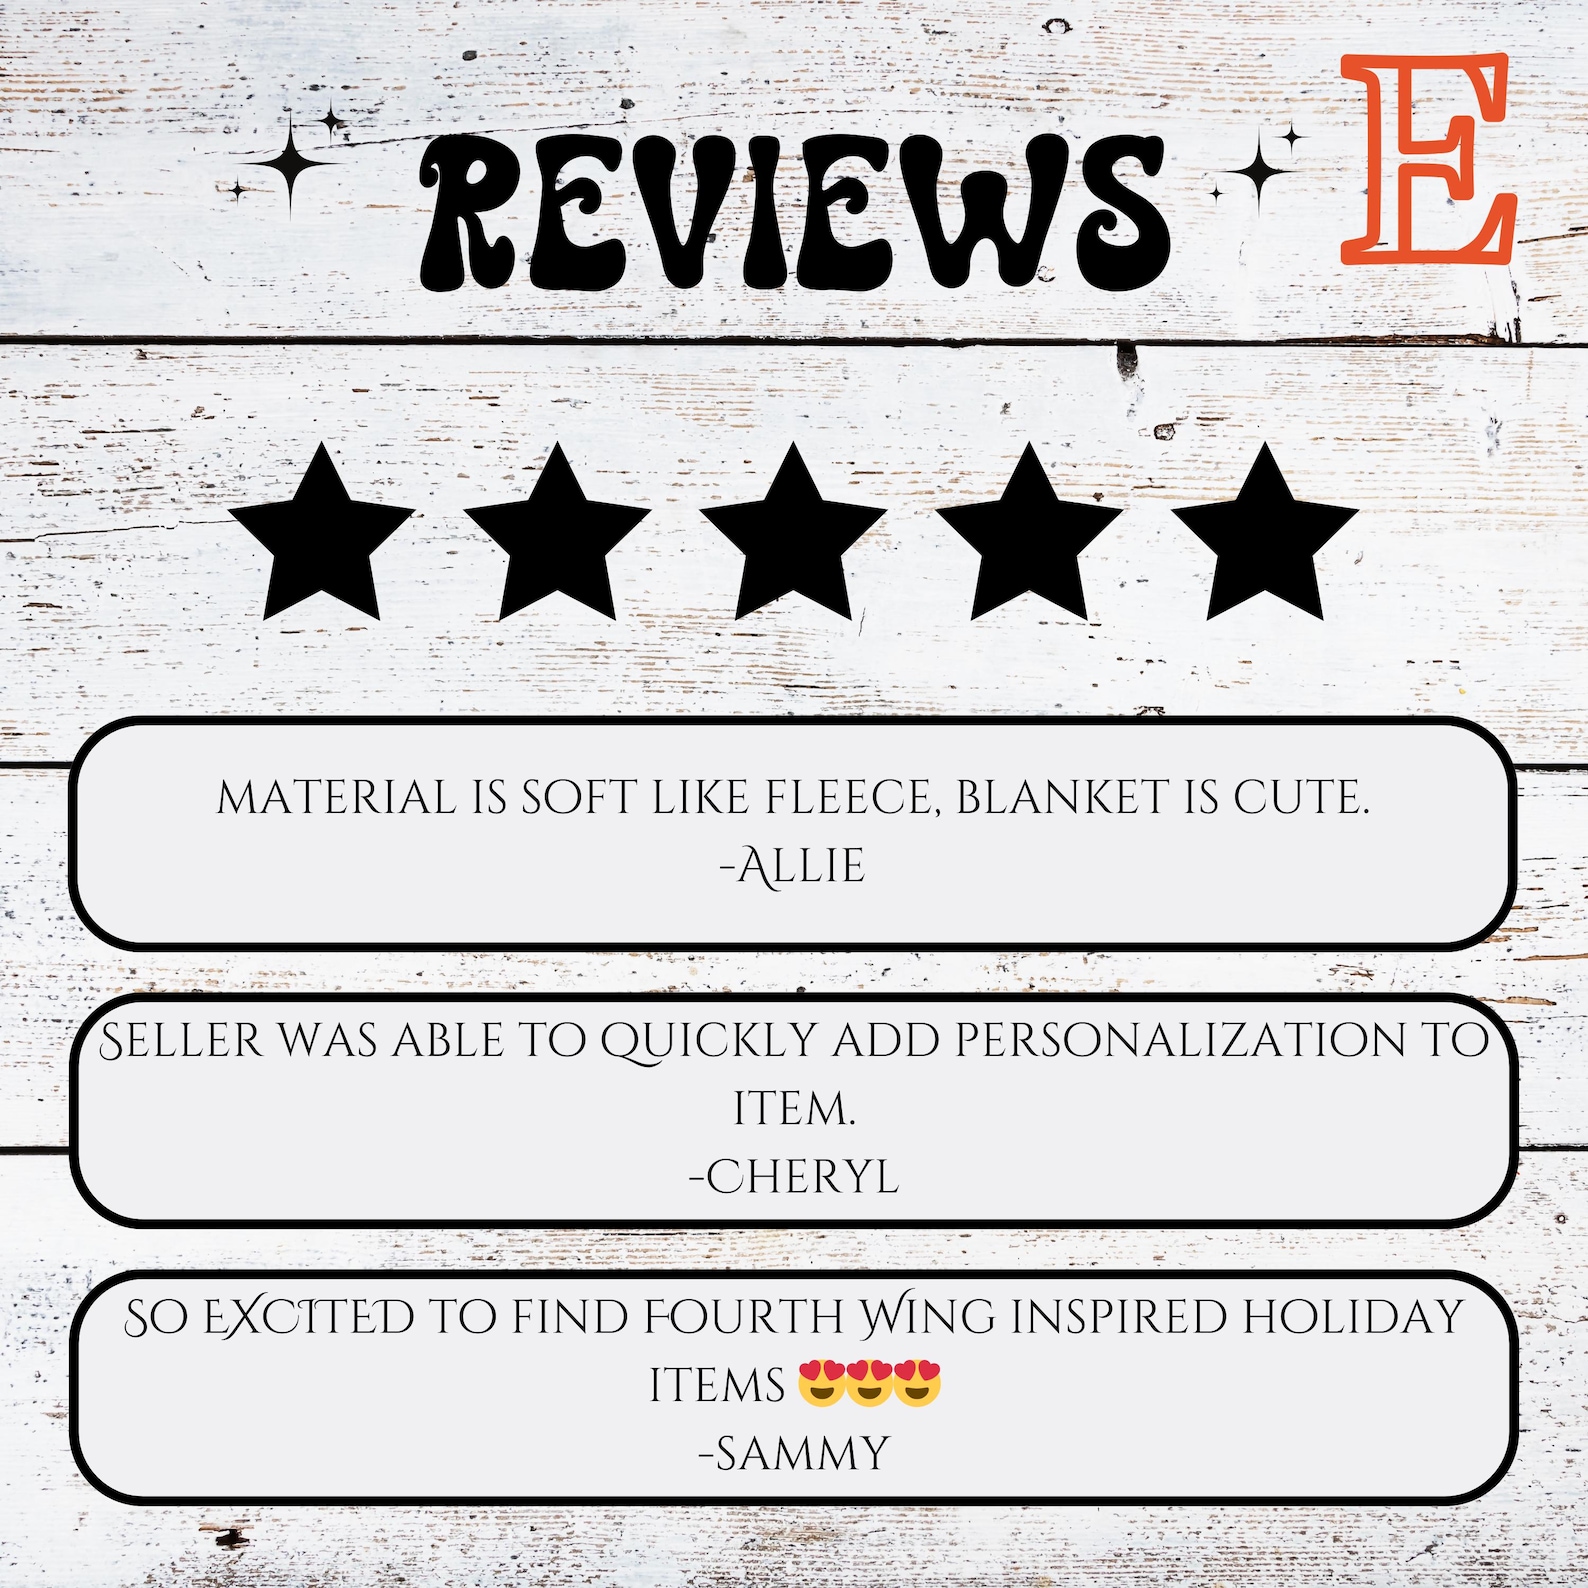 REVIEWS
E
MATERIAL IS SOFT LIKE FLEECE, BLANKET IS CUTE.
-ALLIE
SELLER WAS ABLE TO QUICKLY ADD PERSONALIZATION TO
ITEM.
-CHERYL
SO EXCITED TO FIND FOURTH WING INSPIRED HOLIDAY
ITEMS 😍😍😍
-SAMMY